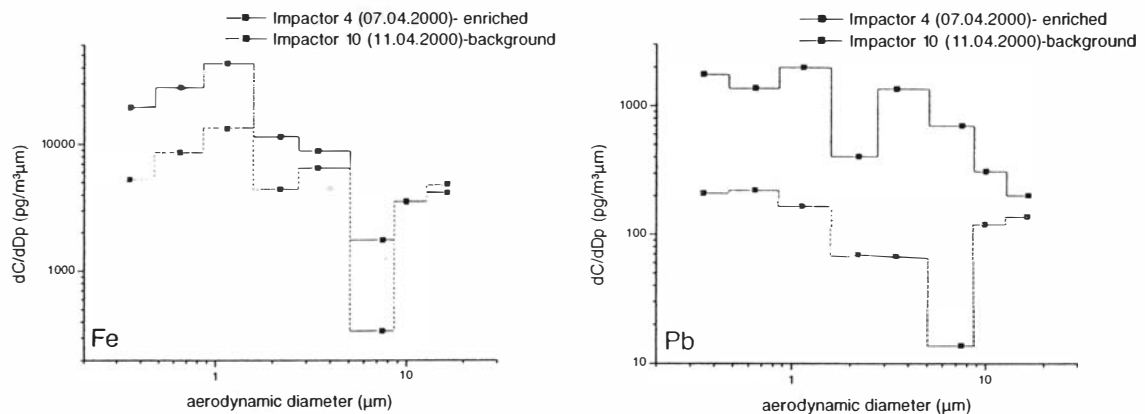 Impactor 4 (07.04.2000)- enriched
Impactor 10 (11.04.2000)-background
dC/dDp (pg/m³µm)
10000
1000
Fe
1
10
aerodynamic diameter (µm)
Impactor 4 (07.04.2000)- enriched
Impactor 10 (11.04.2000)-background
dC/dDp (pg/m³µm)
1000
100
10
Pb
1
10
aerodynamic diameter (µm)